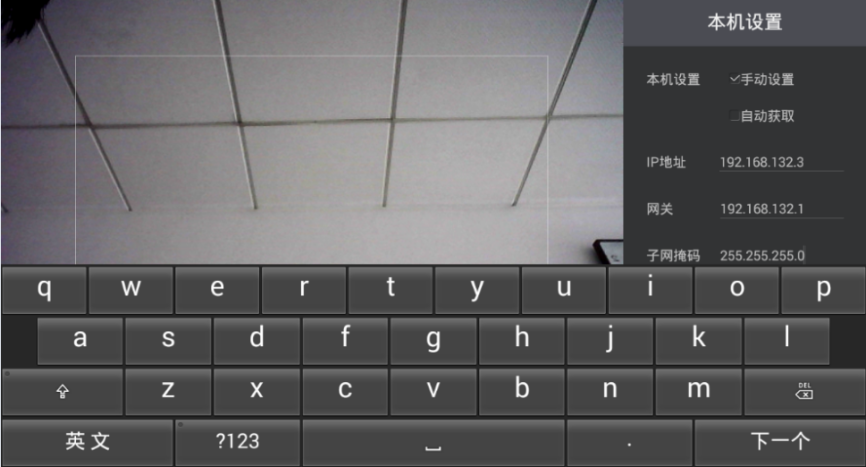 本机设置
本机设置 手动设置
自动获取
IP地址 192.168.132.3
网关 192.168.132.1
子网掩码 255.255.255.0
q w e r t y u i o p
a s d f g h j k l
z x c v b n m DEL
英文 ?123 . 下一个